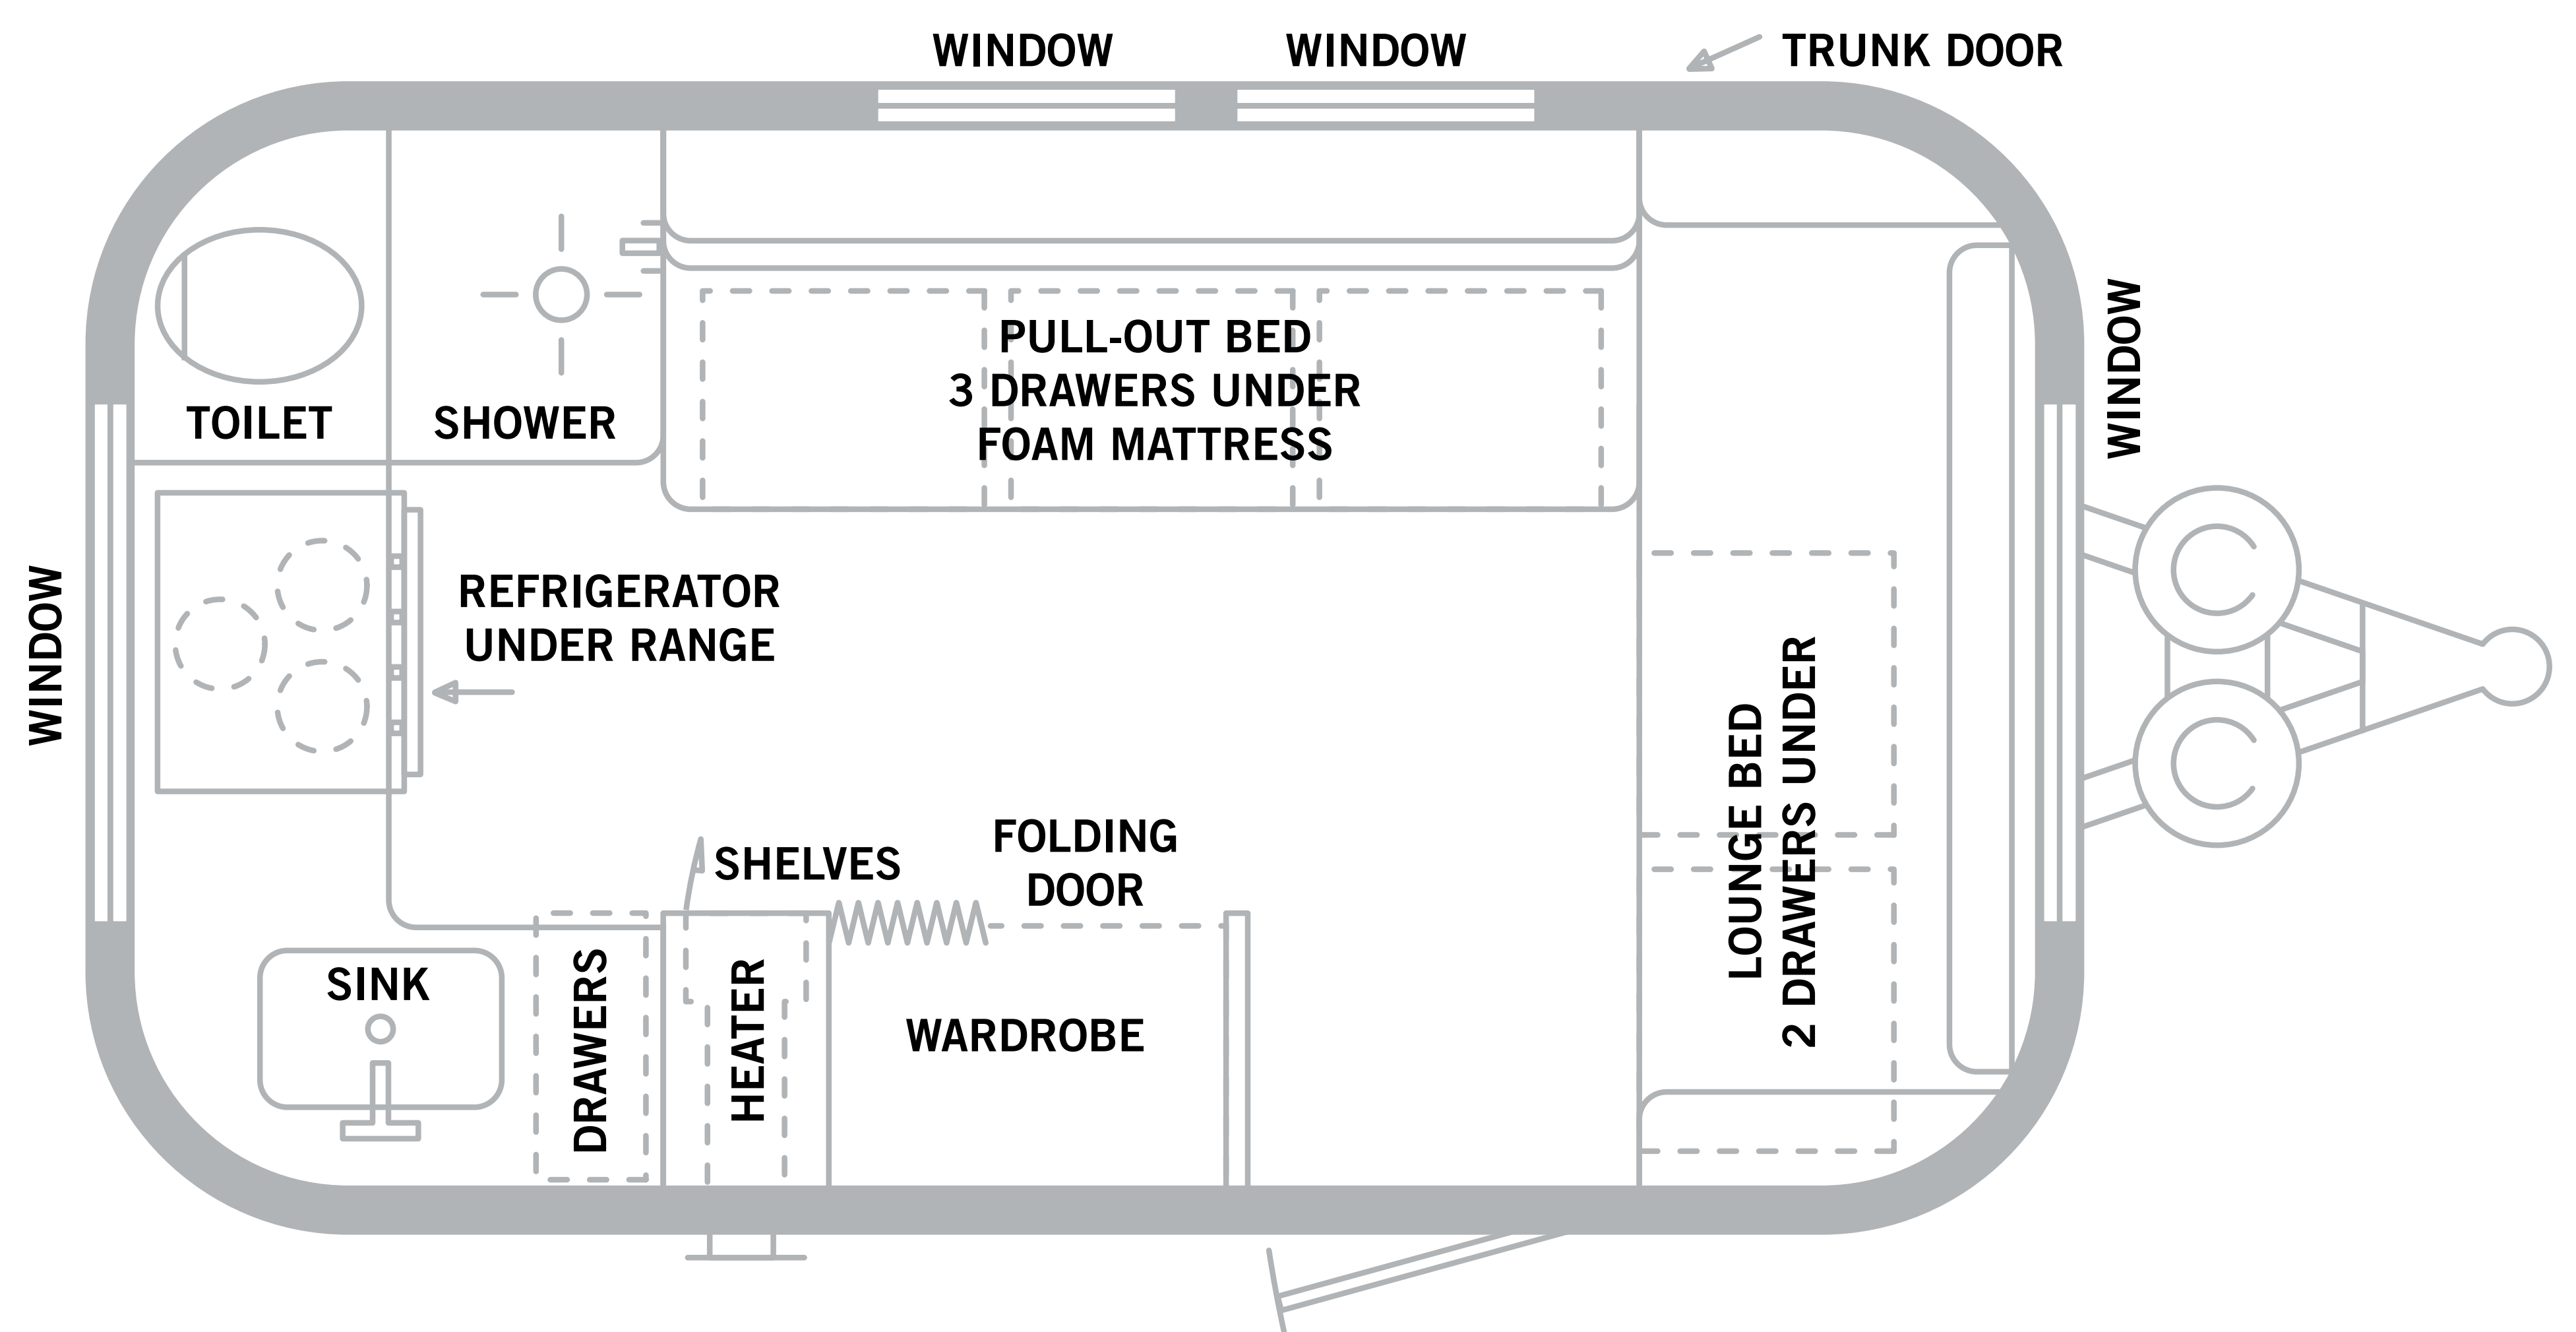 WINDOW
WINDOW
TRUNK DOOR
WINDOW
PULL-OUT BED
3 DRAWERS UNDER
FOAM MATTRESS
TOILET
SHOWER
WINDOW
REFRIGERATOR
UNDER RANGE
LOUNGE BED
2 DRAWERS UNDER
SHELVES
FOLDING
DOOR
SINK
DRAWERS
HEATER
WARDROBE